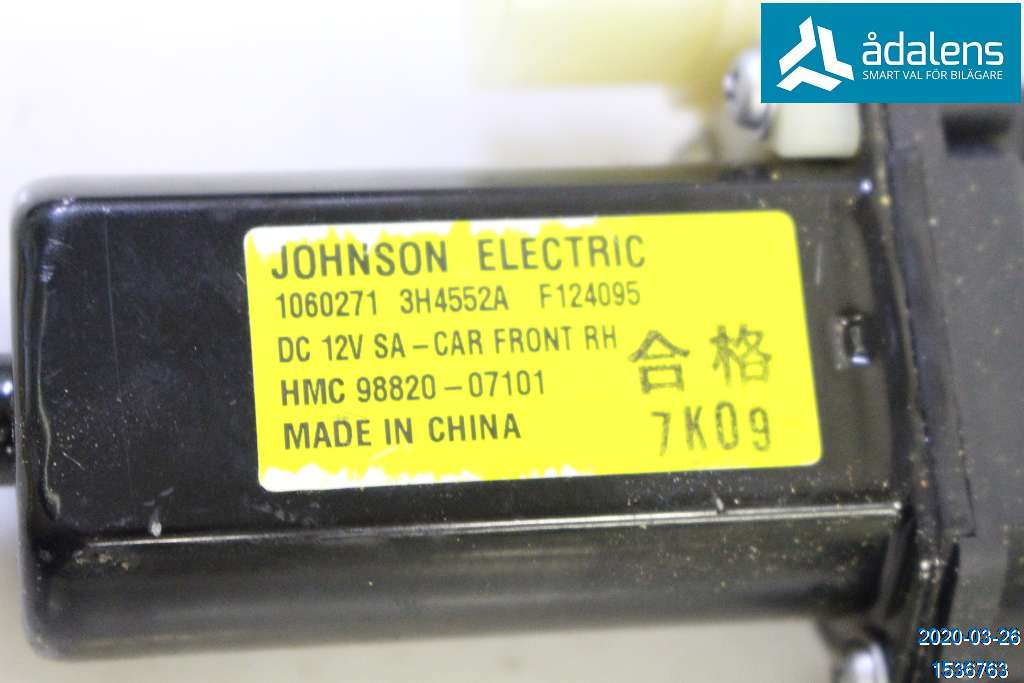 ådalens
SMART VAL FÖR BILÄGARE
JOHNSON ELECTRIC
1060271 3H4552A F124095
DC 12V SA-CAR FRONT RH
HMC 98820-07101
MADE IN CHINA
合格
7K09
2020-03-26
1536763